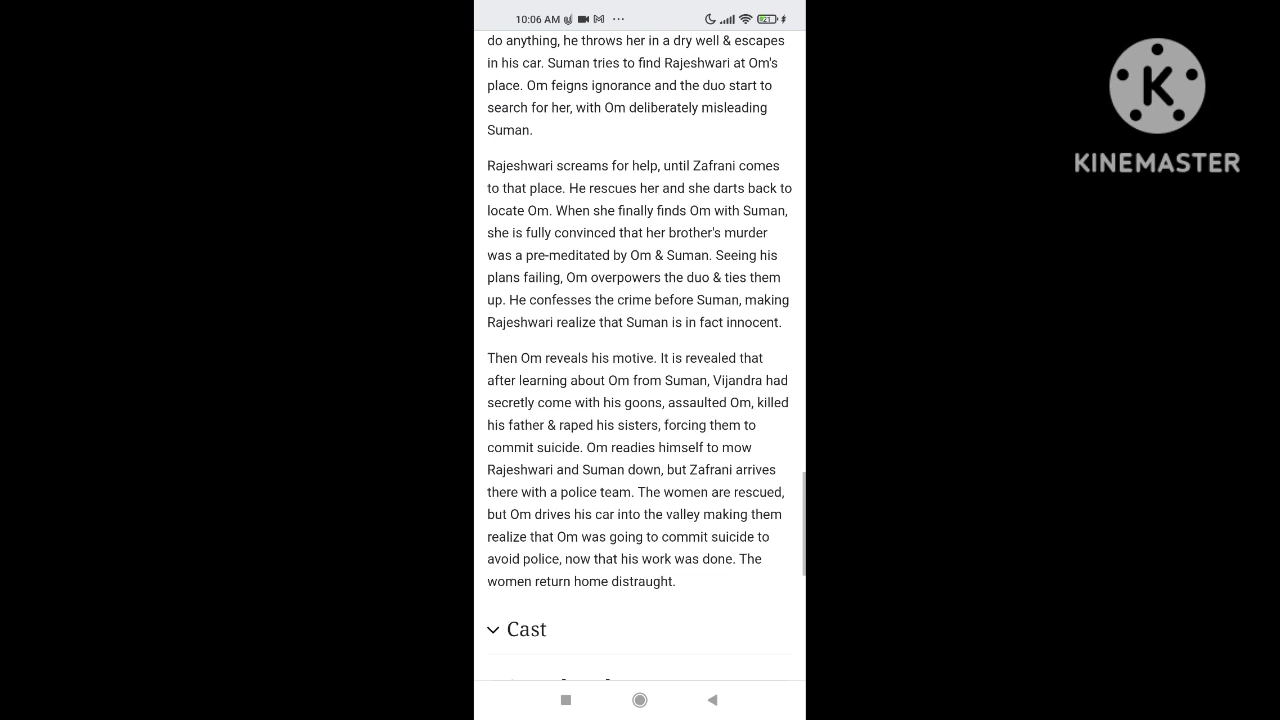 10:06 AM
21
do anything, he throws her in a dry well & escapes
in his car. Suman tries to find Rajeshwari at Om's
place. Om feigns ignorance and the duo start to
search for her, with Om deliberately misleading
Suman.
Rajeshwari screams for help, until Zafrani comes
to that place. He rescues her and she darts back to
locate Om. When she finally finds Om with Suman,
she is fully convinced that her brother's murder
was a pre-meditated by Om & Suman. Seeing his
plans failing, Om overpowers the duo & ties them
up. He confesses the crime before Suman, making
Rajeshwari realize that Suman is in fact innocent.
Then Om reveals his motive. It is revealed that
after learning about Om from Suman, Vijandra had
secretly come with his goons, assaulted Om, killed
his father & raped his sisters, forcing them to
commit suicide. Om readies himself to mow
Rajeshwari and Suman down, but Zafrani arrives
there with a police team. The women are rescued,
but Om drives his car into the valley making them
realize that Om was going to commit suicide to
avoid police, now that his work was done. The
women return home distraught.
Cast
K
KINEMASTER